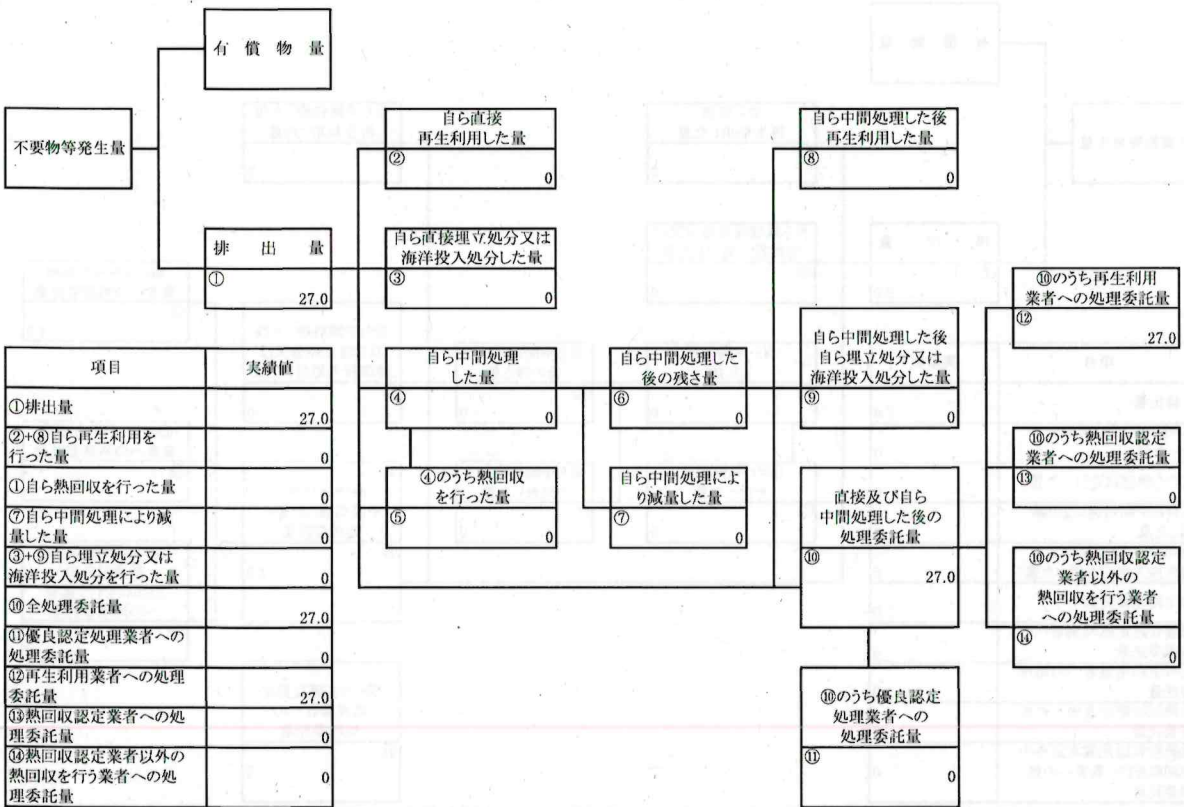 有償物量
不要物等発生量
排出量
①
27.0
自ら直接
再生利用した量
②
0
自ら直接埋立処分又は
海洋投入処分した量
③
0
自ら中間処理
した量
④
0
④のうち熱回収
を行った量
⑤
0
自ら中間処理した
後の残さ量
⑥
0
自ら中間処理によ
り減量した量
⑦
0
自ら中間処理した後
再生利用した量
⑧
0
自ら中間処理した後
自ら埋立処分又は
海洋投入処分した量
⑨
0
直接及び自ら
中間処理した後の
処理委託量
⑩
27.0
⑩のうち優良認定
処理業者への
処理委託量
⑪
0
⑩のうち再生利用
業者への処理委託量
⑫
27.0
⑩のうち熱回収認定
業者への処理委託量
⑬
0
⑩のうち熱回収認定
業者以外の
熱回収を行う業者
への処理委託量
⑭
0
項目 実績値
①排出量 27.0
②+⑧自ら再生利用を
行った量 0
①自ら熱回収を行った量 0
⑦自ら中間処理により減
量した量 0
③+⑨自ら埋立処分又は
海洋投入処分を行った量 0
⑩全処理委託量 27.0
⑪優良認定処理業者への
処理委託量 0
⑫再生利用業者への処理
委託量 27.0
⑬熱回収認定業者への処
理委託量 0
⑭熱回収認定業者以外の
熱回収を行う業者への処
理委託量 0